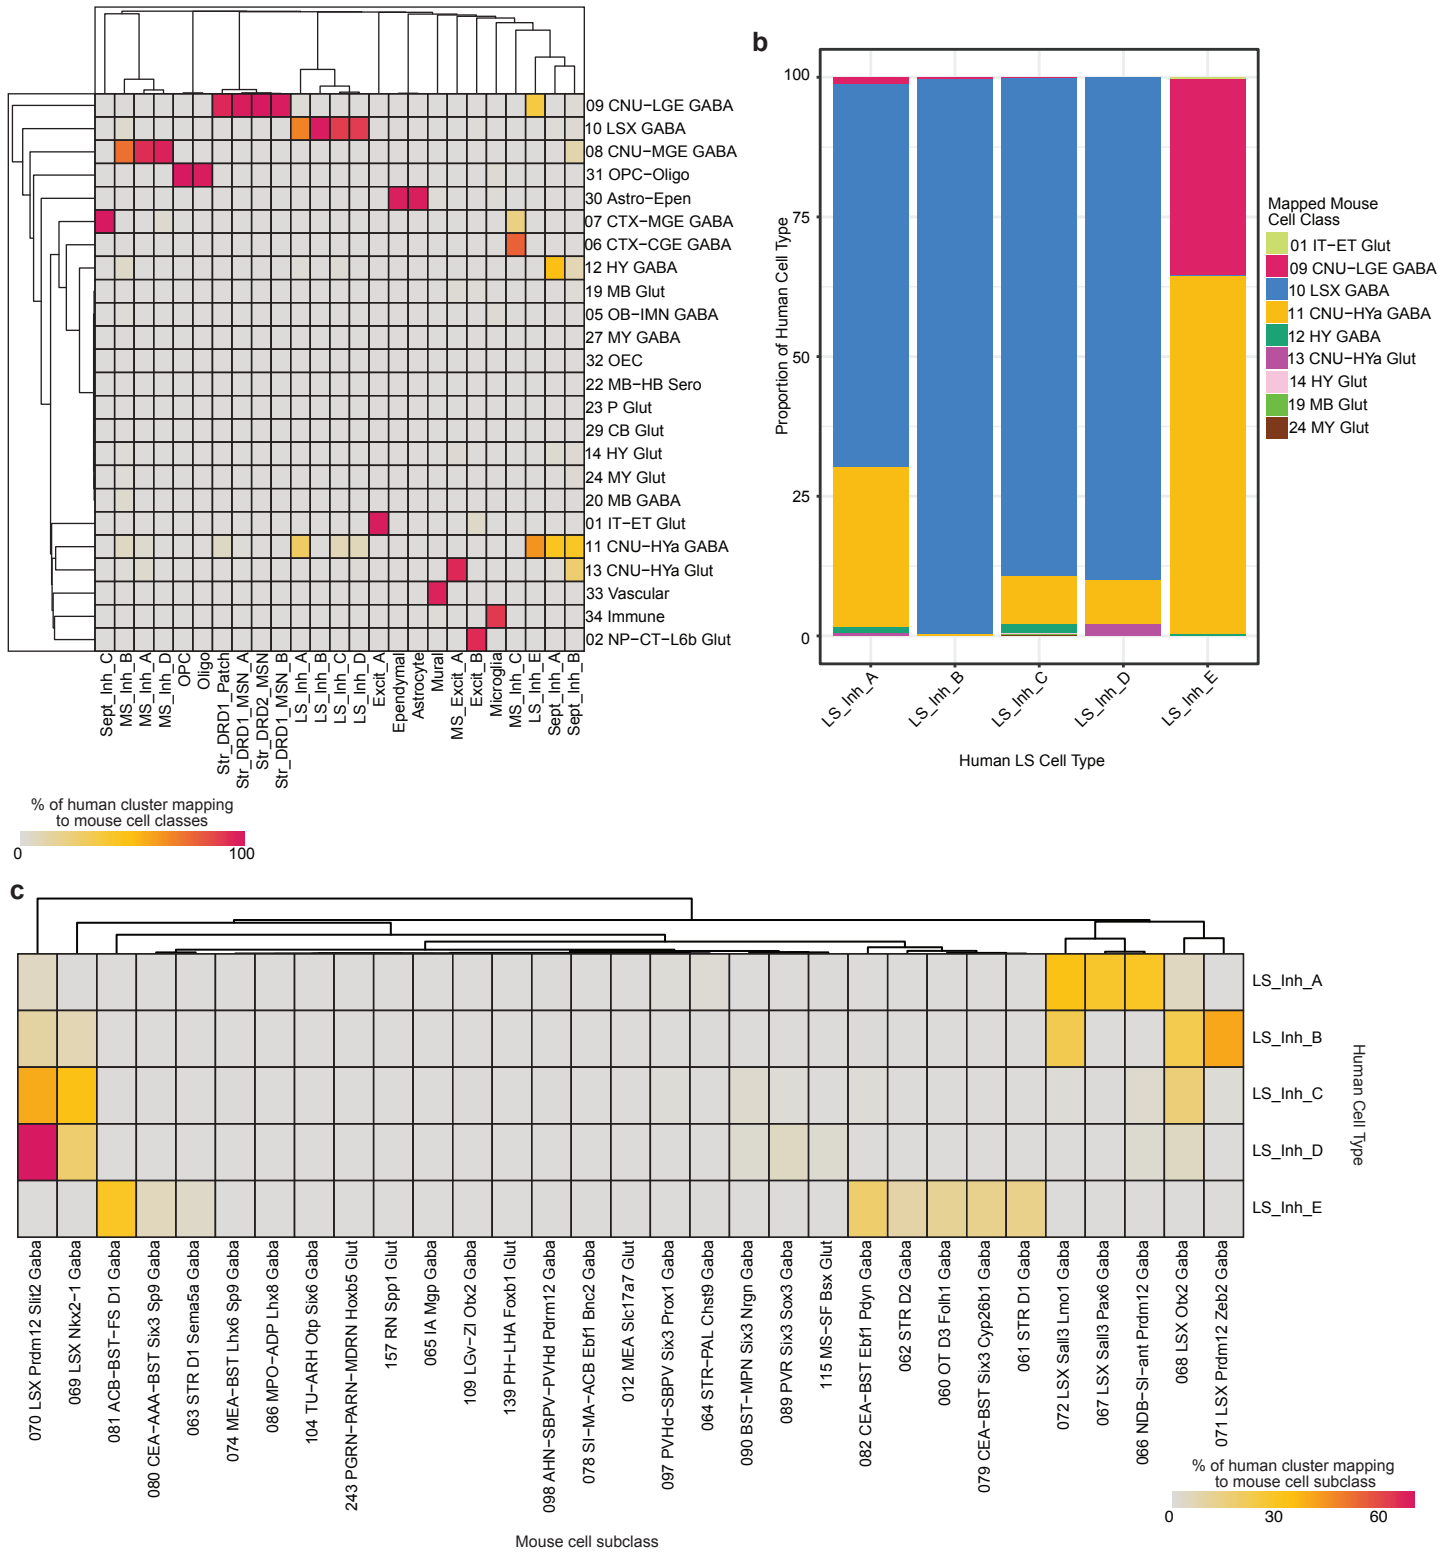 09 CNU−LGE GABA
10 LSX GABA
08 CNU−MGE GABA
31 OPC−Oligo
30 Astro−Epen
07 CTX−MGE GABA
06 CTX−CGE GABA
12 HY GABA
19 MB Glut
05 OB−IMN GABA
27 MY GABA
32 OEC
22 MB−HB Sero
23 P Glut
29 CB Glut
14 HY Glut
24 MY Glut
20 MB GABA
01 IT−ET Glut
11 CNU−HYa GABA
13 CNU−HYa Glut
33 Vascular
34 Immune
02 NP−CT−L6b Glut
Sept_Inh_C
MS_Inh_B
MS_Inh_A
MS_Inh_D
OPC
Oligo
Str_DRD1_Patch
Str_DRD1_MSN_A
Str_DRD2_MSN
Str_DRD1_MSN_B
LS_Inh_A
LS_Inh_B
LS_Inh_C
LS_Inh_D
Excit_A
Ependymal
Astrocyte
Mural
MS_Excit_A
Excit_B
Microglia
MS_Inh_C
LS_Inh_E
Sept_Inh_A
Sept_Inh_B
% of human cluster mapping
to mouse cell classes
0 100
b
Proportion of Human Cell Type
100
75
50
25
0
LS_Inh_A
LS_Inh_B
LS_Inh_C
LS_Inh_D
LS_Inh_E
Human LS Cell Type
Mapped Mouse
Cell Class
01 IT−ET Glut
09 CNU−LGE GABA
10 LSX GABA
11 CNU−HYa GABA
12 HY GABA
13 CNU−HYa Glut
14 HY Glut
19 MB Glut
24 MY Glut
c
LS_Inh_A
LS_Inh_B
LS_Inh_C
LS_Inh_D
LS_Inh_E
Human Cell Type
070 LSX Prdm12 Slit2 Gaba
069 LSX Nkx2−1 Gaba
081 ACB−BST−FS D1 Gaba
080 CEA−AAA−BST Six3 Sp9 Gaba
063 STR D1 Sema5a Gaba
074 MEA−BST Lhx6 Sp9 Gaba
086 MPO−ADP Lhx8 Gaba
104 TU−ARH Otp Six6 Gaba
243 PGRN−PARN−MDRN Hoxb5 Glut
157 RN Spp1 Glut
065 IA Mgp Gaba
109 LGv−ZI Otx2 Gaba
139 PH−LHA Foxb1 Glut
098 AHN−SBPV−PVHd Pdrm12 Gaba
078 SI−MA−ACB Ebf1 Bnc2 Gaba
012 MEA Slc17a7 Glut
097 PVHd−SBPV Six3 Prox1 Gaba
064 STR−PAL Chst9 Gaba
090 BST−MPN Six3 Nrgn Gaba
089 PVR Six3 Sox3 Gaba
115 MS−SF Bsx Glut
082 CEA−BST Ebf1 Pdyn Gaba
062 STR D2 Gaba
060 OT D3 Folh1 Gaba
079 CEA−BST Six3 Cyp26b1 Gaba
061 STR D1 Gaba
072 LSX Sall3 Lmo1 Gaba
067 LSX Sall3 Pax6 Gaba
066 NDB−SI−ant Prdm12 Gaba
068 LSX Otx2 Gaba
071 LSX Prdm12 Zeb2 Gaba
Mouse cell subclass
% of human cluster mapping
to mouse cell subclass
0 30 60